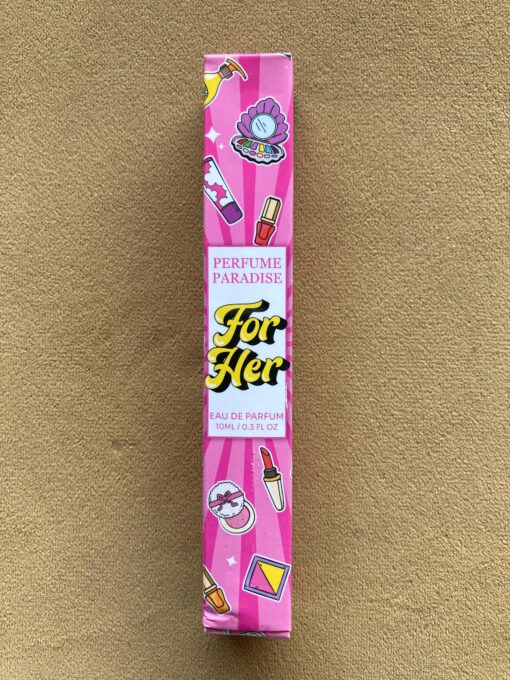 PERFUME
PARADISE
For
Her
EAU DE PARFUM
10ML / 0.3 FL OZ